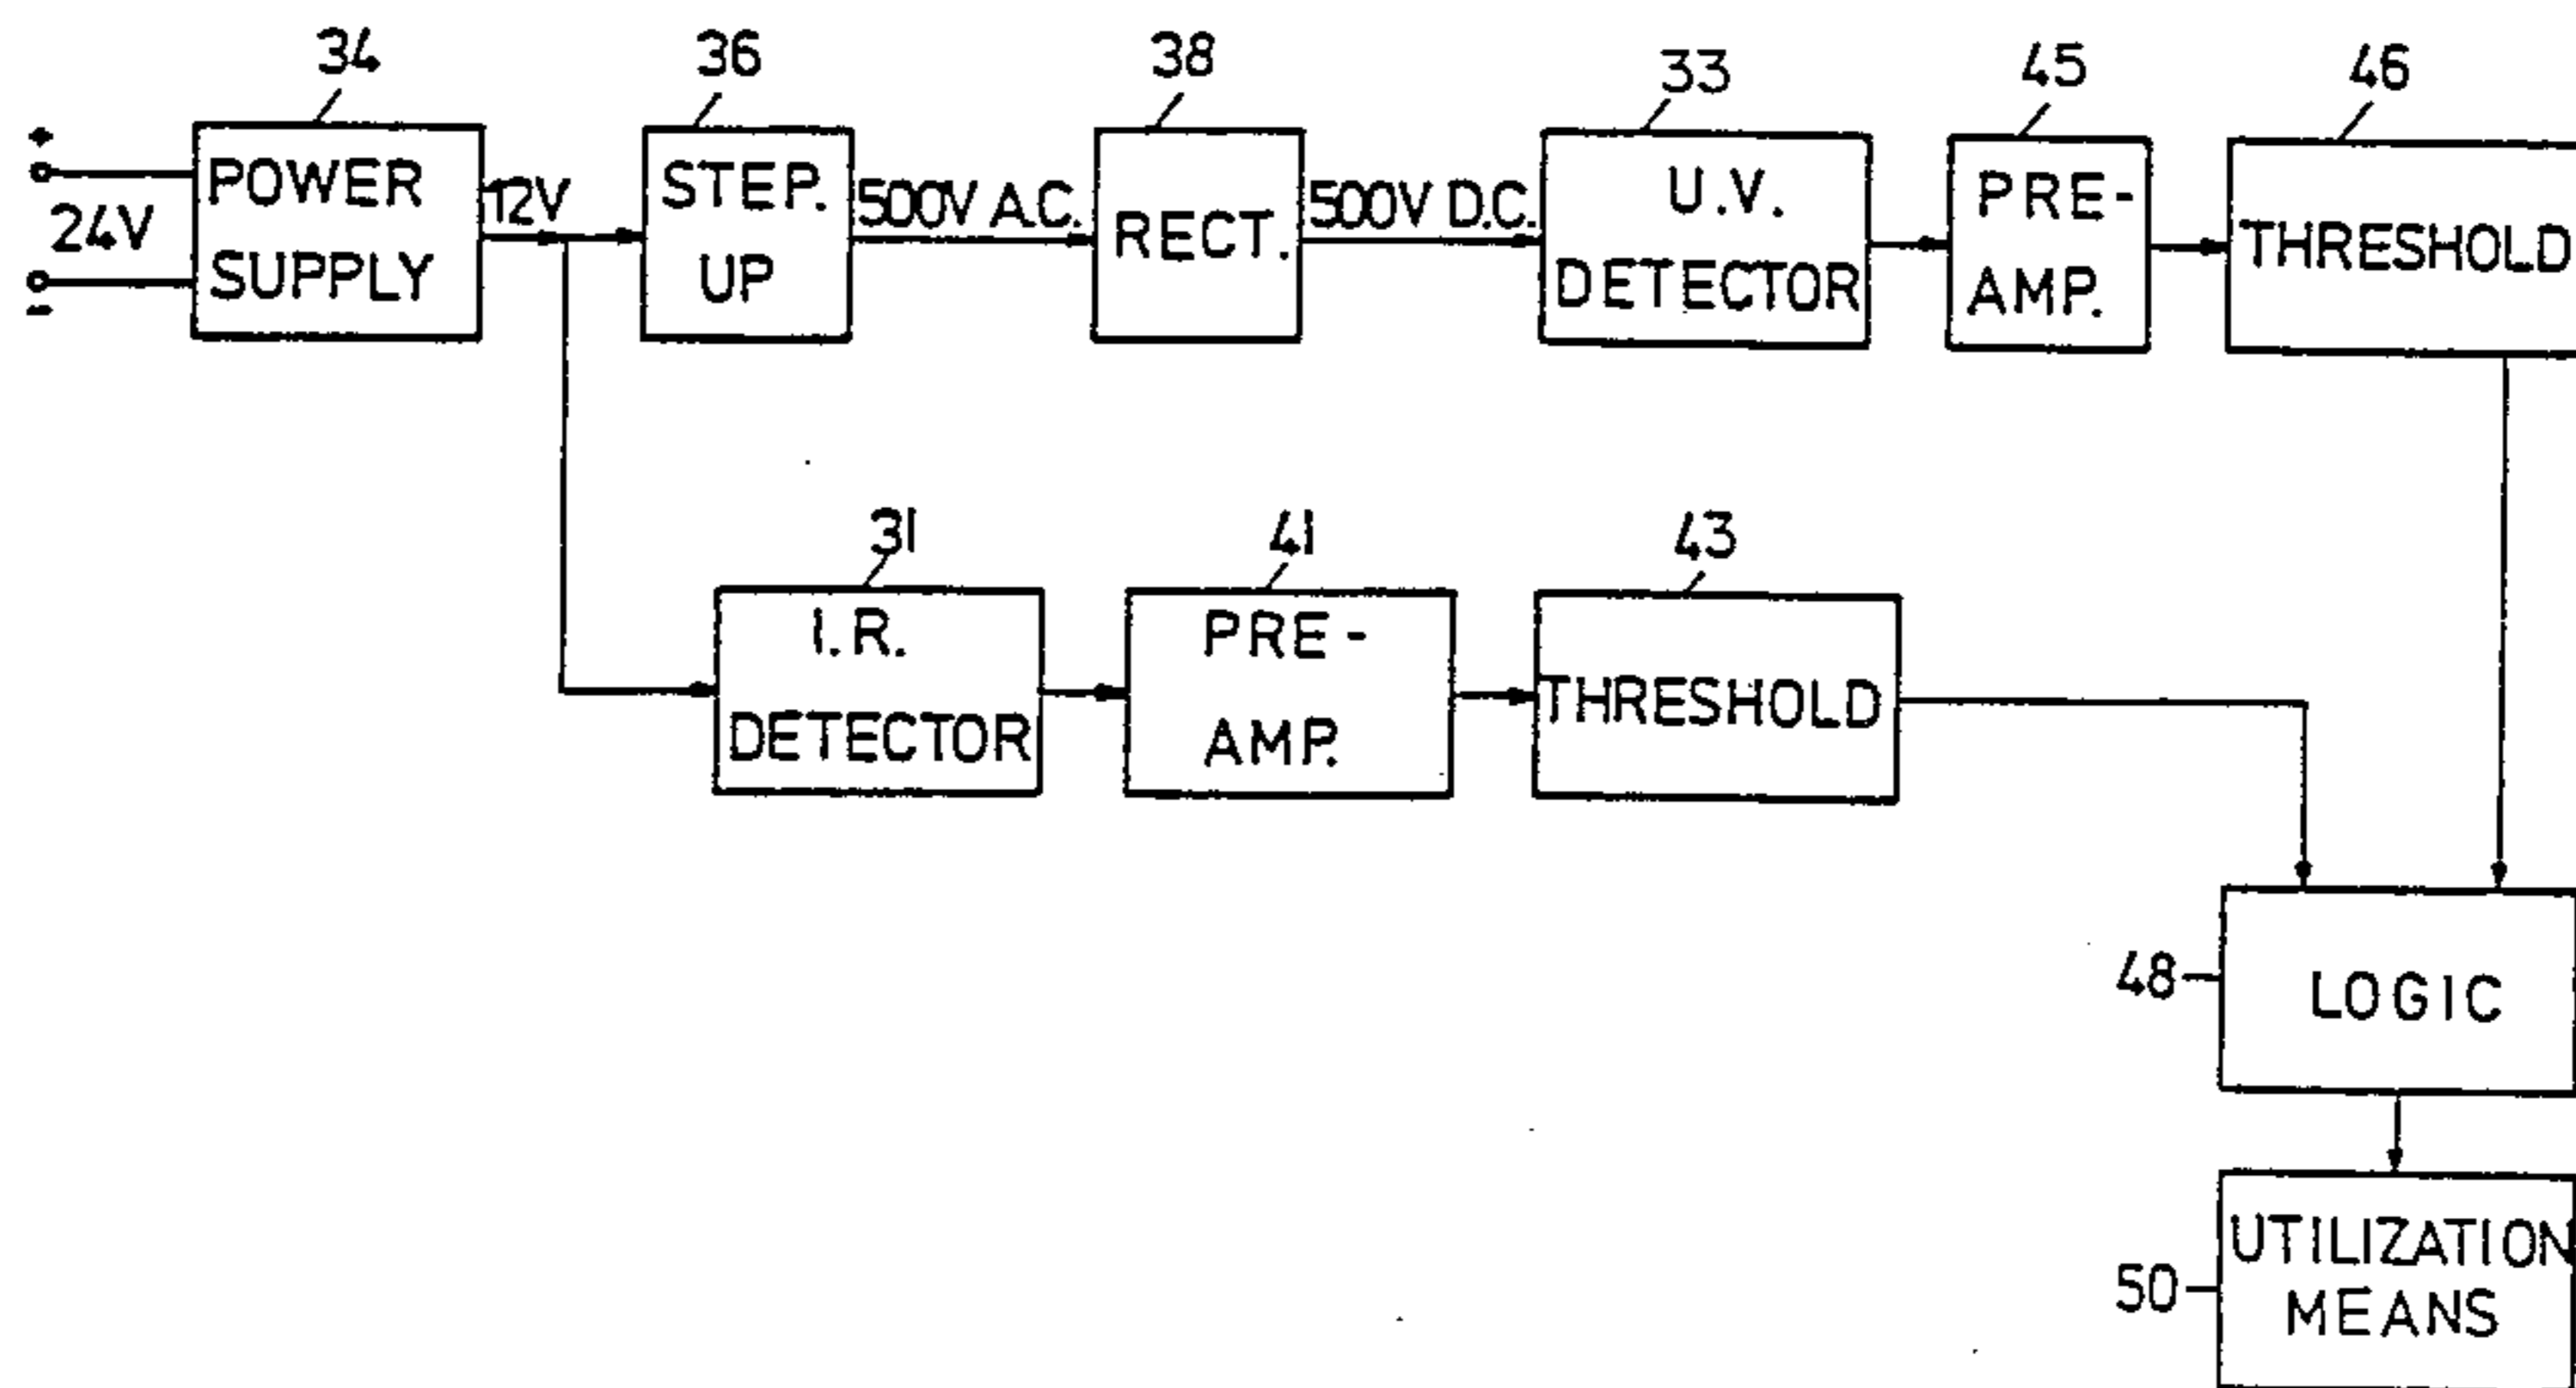 34
36
38
33
45
46
+
24V
-
POWER
SUPPLY
12V
STEP.
UP
500V A.C.
RECT.
500V D.C.
U.V.
DETECTOR
PRE-
AMP.
THRESHOLD
31
41
43
I.R.
DETECTOR
PRE-
AMP.
THRESHOLD
48
LOGIC
50
UTILIZATION
MEANS